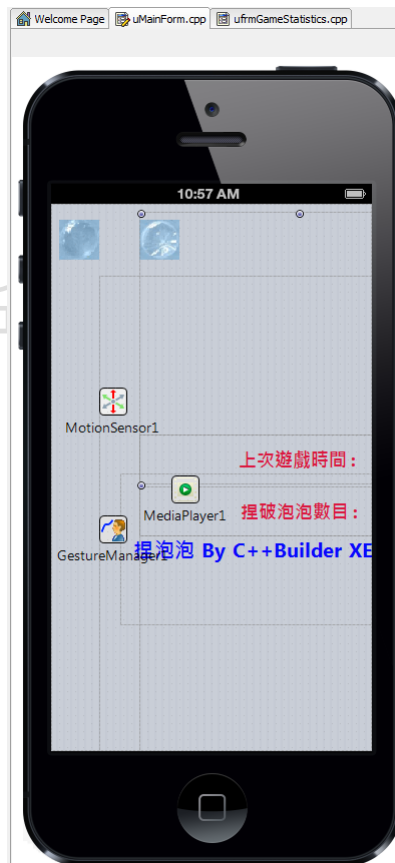 Welcome Page uMainForm.cpp ufrmGameStatistics.cpp
10:57 AM
MotionSensor1
上次遊戲時間：
MediaPlayer1 捏破泡泡數目：
GestureManager1 捏泡泡 By C++Builder XE